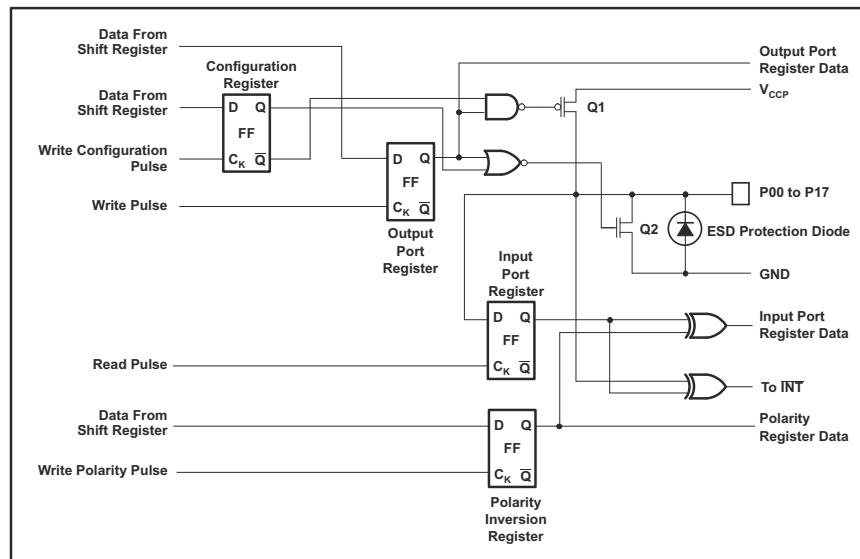 Data From
Shift Register
Configuration
Register
Data From
Shift Register
D Q
FF
CK Q̅
Write Configuration
Pulse
Write Pulse
D Q
FF
CK Q̅
Output
Port
Register
Output Port
Register Data
VCCP
Q1
P00 to P17
Q2
ESD Protection Diode
GND
Input
Port
Register
D Q
FF
CK Q̅
Read Pulse
Input Port
Register Data
To I̅N̅T̅
Data From
Shift Register
D Q
FF
CK Q̅
Write Polarity Pulse
Polarity
Register Data
Polarity
Inversion
Register